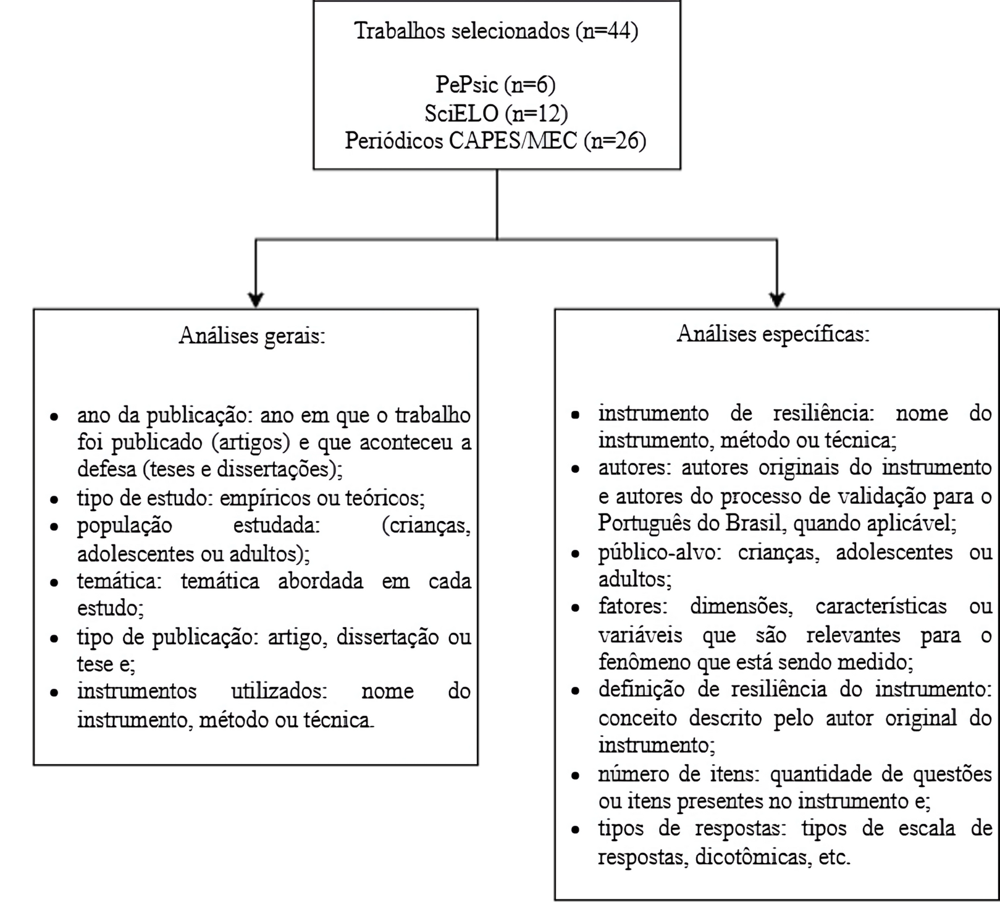 Trabalhos selecionados (n=44)
PePsic (n=6)
SciELO (n=12)
Periódicos CAPES/MEC (n=26)
Análises gerais:
• ano da publicação: ano em que o trabalho
foi publicado (artigos) e que aconteceu a
defesa (teses e dissertações);
• tipo de estudo: empíricos ou teóricos;
• população estudada: (crianças,
adolescentes ou adultos);
• temática: temática abordada em cada
estudo;
• tipo de publicação: artigo, dissertação ou
tese e;
• instrumentos utilizados: nome do
instrumento, método ou técnica.
Análises específicas:
• instrumento de resiliência: nome do
instrumento, método ou técnica;
• autores: autores originais do instrumento
e autores do processo de validação para o
Português do Brasil, quando aplicável;
• público-alvo: crianças, adolescentes ou
adultos;
• fatores: dimensões, características ou
variáveis que são relevantes para o
fenômeno que está sendo medido;
• definição de resiliência do instrumento:
conceito descrito pelo autor original do
instrumento;
• número de itens: quantidade de questões
ou itens presentes no instrumento e;
• tipos de respostas: tipos de escala de
respostas, dicotômicas, etc.